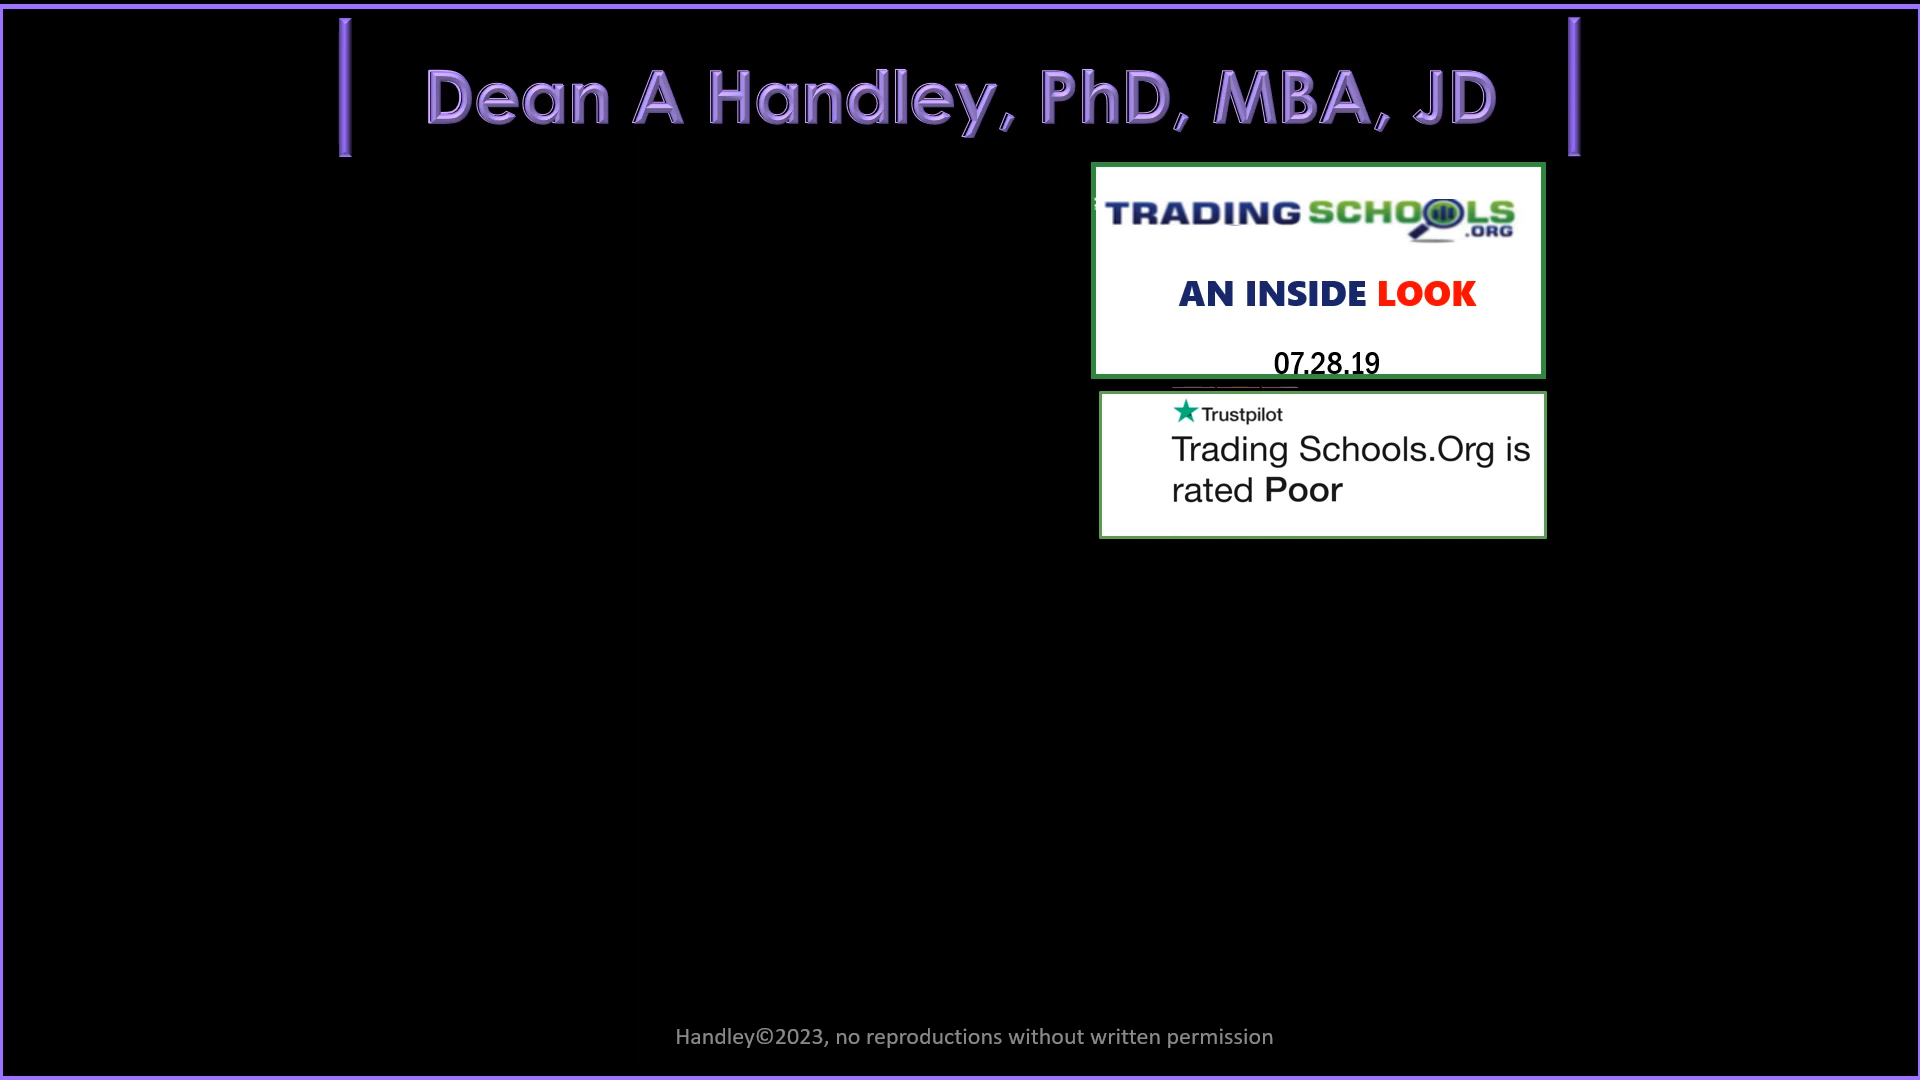 Dean A Handley, PhD, MBA, JD
TRADING SCHOOLS
.ORG
AN INSIDE LOOK
07.28.19
Trustpilot
Trading Schools.Org is
rated Poor
Handley©2023, no reproductions without written permission